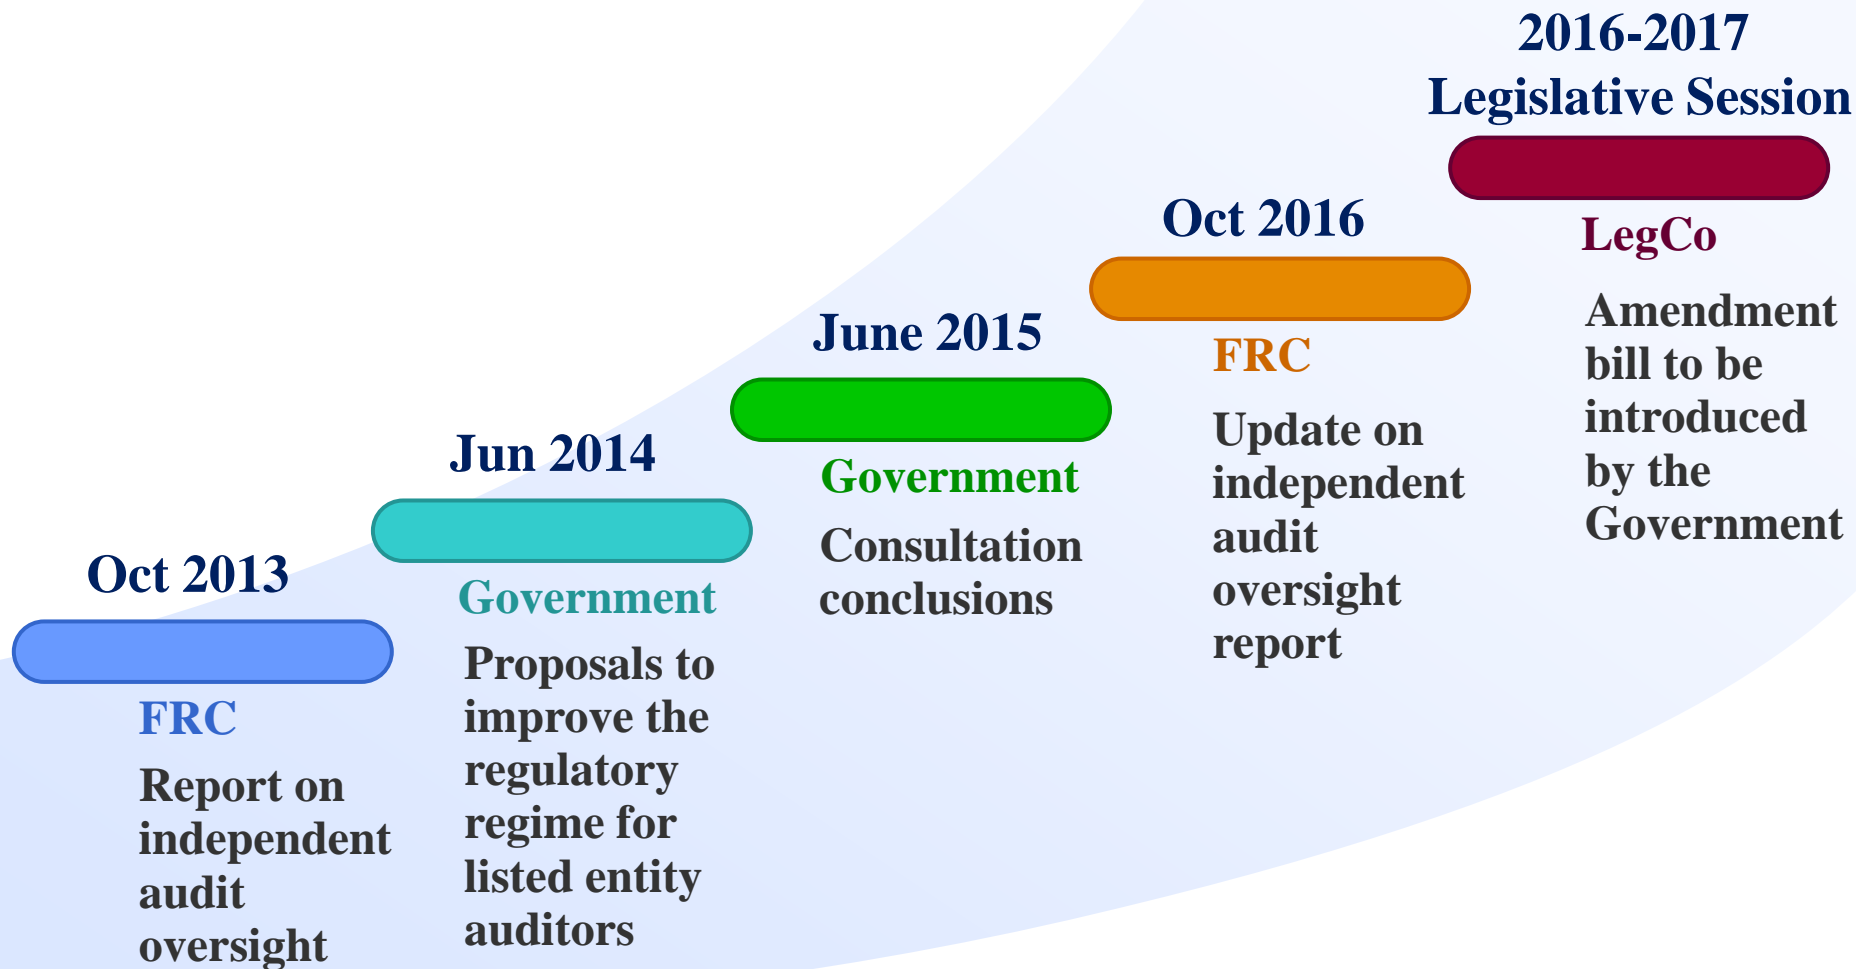 Oct 2013
FRC
Report on
independent
audit
oversight
Jun 2014
Government
Proposals to
improve the
regulatory
regime for
listed entity
auditors
June 2015
Government
Consultation
conclusions
Oct 2016
FRC
Update on
independent
audit
oversight
report
2016-2017
Legislative Session
LegCo
Amendment
bill to be
introduced
by the
Government